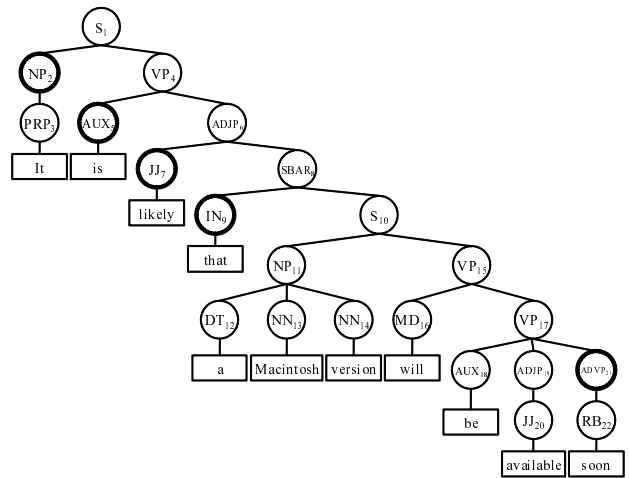 S1
NP2 VP4
PRP3 AUX5 ADJP6
It is JJ7 SBAR8
likely IN9 S10
that NP11 VP15
DT12 NN13 NN14 MD16 VP17
a Macintosh version will AUX18 ADJP19 ADVP21
be JJ20 RB22
available soon